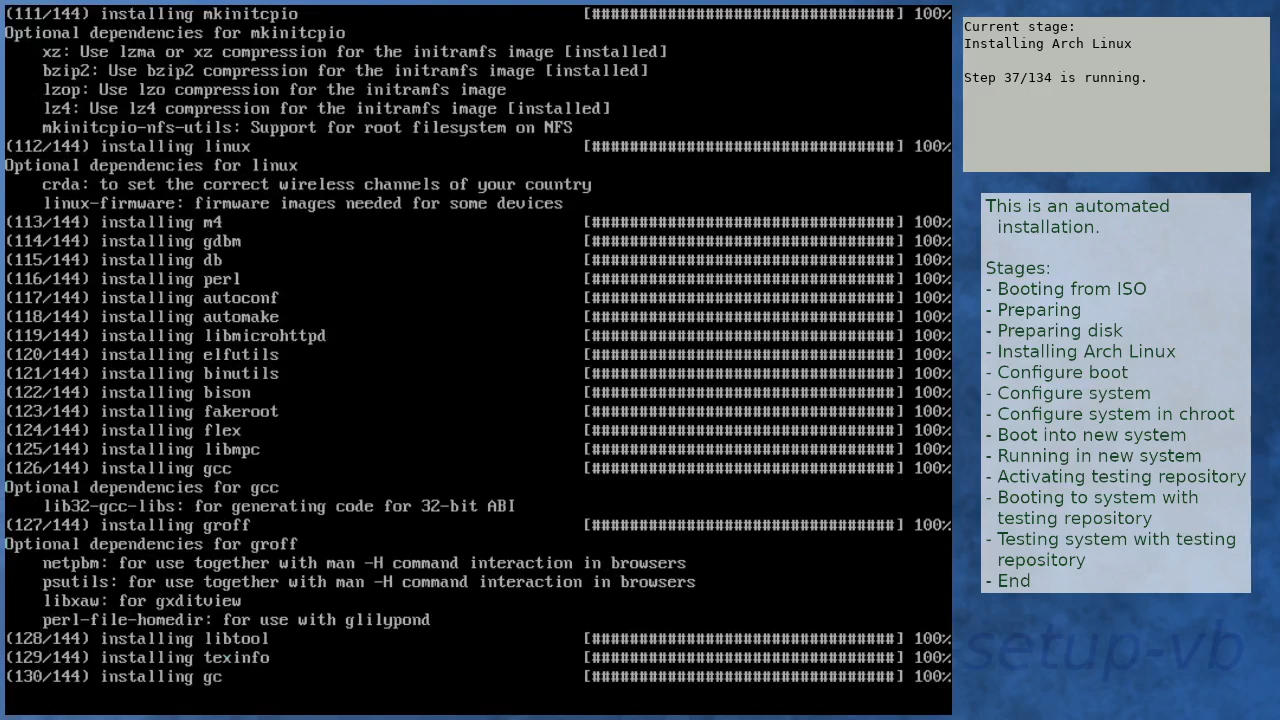 (111/144) installing mkinitcpio [################################] 100%
Optional dependencies for mkinitcpio
xz: Use lzma or xz compression for the initramfs image [installed]
bzip2: Use bzip2 compression for the initramfs image [installed]
lzop: Use lzo compression for the initramfs image
lz4: Use lz4 compression for the initramfs image [installed]
mkinitcpio-nfs-utils: Support for root filesystem on NFS
(112/144) installing linux [################################] 100%
Optional dependencies for linux
crda: to set the correct wireless channels of your country
linux-firmware: firmware images needed for some devices
(113/144) installing m4 [################################] 100%
(114/144) installing gdbm [################################] 100%
(115/144) installing db [################################] 100%
(116/144) installing perl [################################] 100%
(117/144) installing autoconf [################################] 100%
(118/144) installing automake [################################] 100%
(119/144) installing libmicrohttpd [################################] 100%
(120/144) installing elfutils [################################] 100%
(121/144) installing binutils [################################] 100%
(122/144) installing bison [################################] 100%
(123/144) installing fakeroot [################################] 100%
(124/144) installing flex [################################] 100%
(125/144) installing libmpc [################################] 100%
(126/144) installing gcc [################################] 100%
Optional dependencies for gcc
lib32-gcc-libs: for generating code for 32-bit ABI
(127/144) installing groff [################################] 100%
Optional dependencies for groff
netpbm: for use together with man -H command interaction in browsers
psutils: for use together with man -H command interaction in browsers
libxaw: for gxditview
perl-file-homedir: for use with glilypond
(128/144) installing libtool [################################] 100%
(129/144) installing texinfo [################################] 100%
(130/144) installing gc [################################] 100%
Current stage:
Installing Arch Linux
Step 37/134 is running.
This is an automated
installation.
Stages:
- Booting from ISO
- Preparing
- Preparing disk
- Installing Arch Linux
- Configure boot
- Configure system
- Configure system in chroot
- Boot into new system
- Running in new system
- Activating testing repository
- Booting to system with
testing repository
- Testing system with testing
repository
- End
setup-vb